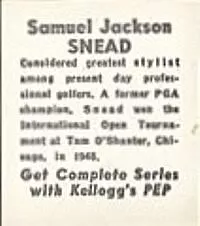 Samuel Jackson
SNEAD
Considered greatest stylist
among present day profes-
sional golfers. A former PGA
champion, Snead won the
International Open Tourna-
ment at Tam O'Shanter, Chi-
cago, in 1948.
Get Complete Series
with Kellogg's PEP